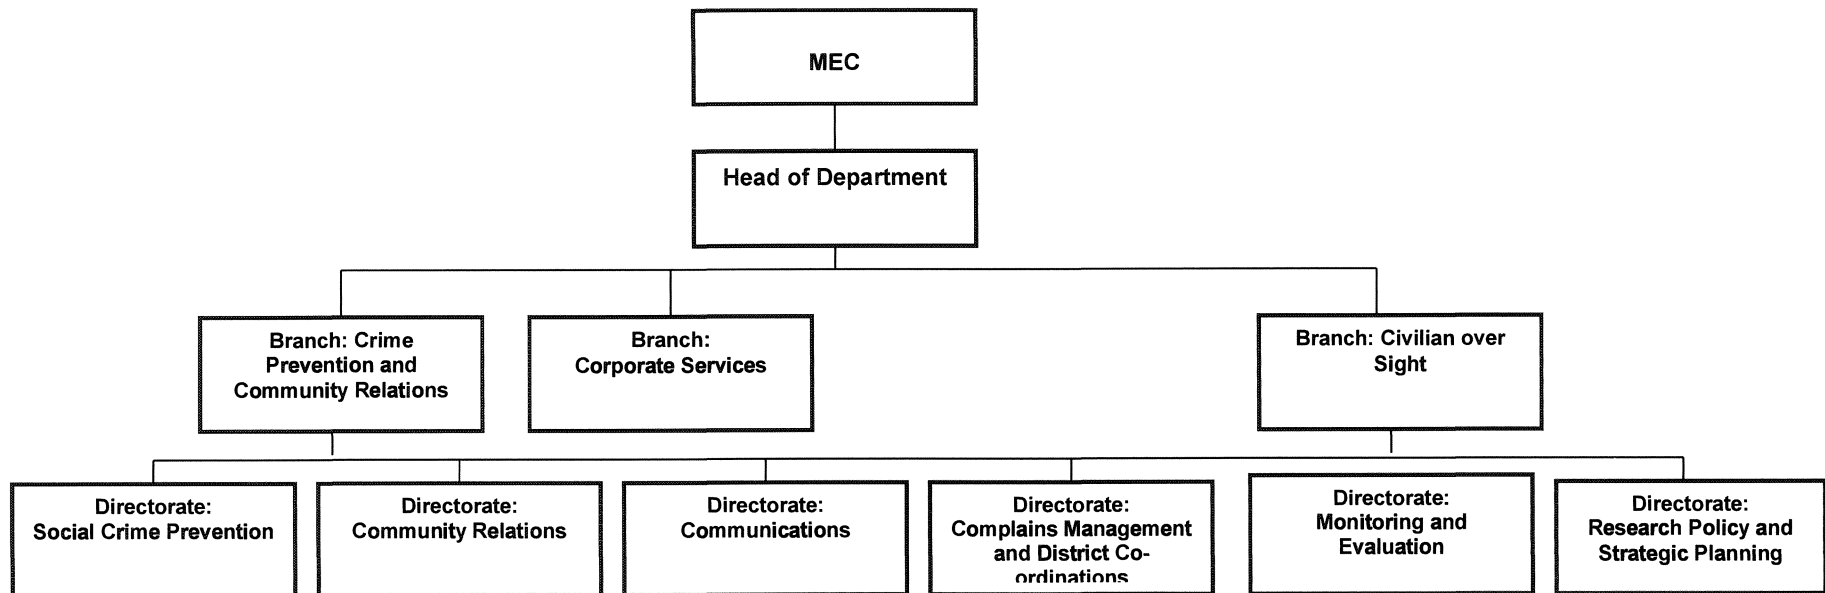 MEC
Head of Department
Branch: Crime
Prevention and
Community Relations
Branch:
Corporate Services
Branch: Civilian over
Sight
Directorate:
Social Crime Prevention
Directorate:
Community Relations
Directorate:
Communications
Directorate:
Complains Management
and District Co-
ordinations
Directorate:
Monitoring and
Evaluation
Directorate:
Research Policy and
Strategic Planning